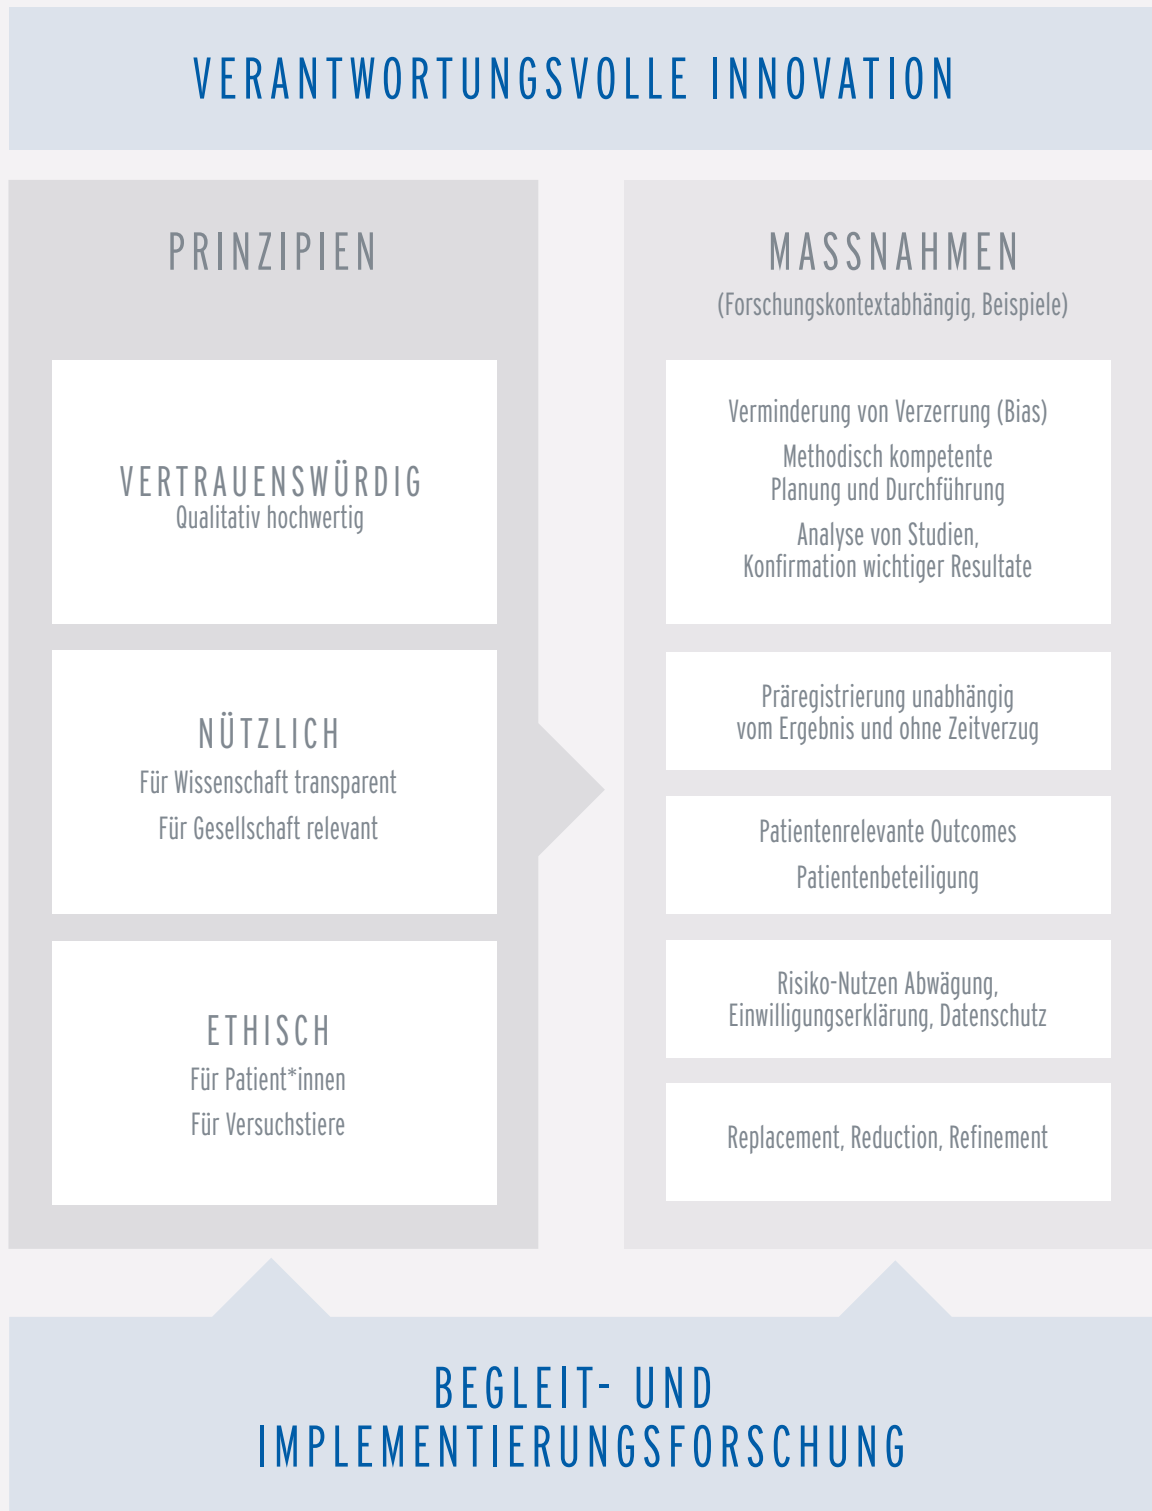 VERANTWORTUNGSVOLLE INNOVATION
PRINZIPIEN
VERTRAUENSWÜRDIG
Qualitativ hochwertig
NÜTZLICH
Für Wissenschaft transparent
Für Gesellschaft relevant
ETHISCH
Für Patient*innen
Für Versuchstiere
MASSNAHMEN
(Forschungskontextabhängig, Beispiele)
Verminderung von Verzerrung (Bias)
Methodisch kompetente
Planung und Durchführung
Analyse von Studien,
Konfirmation wichtiger Resultate
Präregistrierung unabhängig
vom Ergebnis und ohne Zeitverzug
Patientenrelevante Outcomes
Patientenbeteiligung
Risiko-Nutzen Abwägung,
Einwilligungserklärung, Datenschutz
Replacement, Reduction, Refinement
BEGLEIT- UND
IMPLEMENTIERUNGSFORSCHUNG